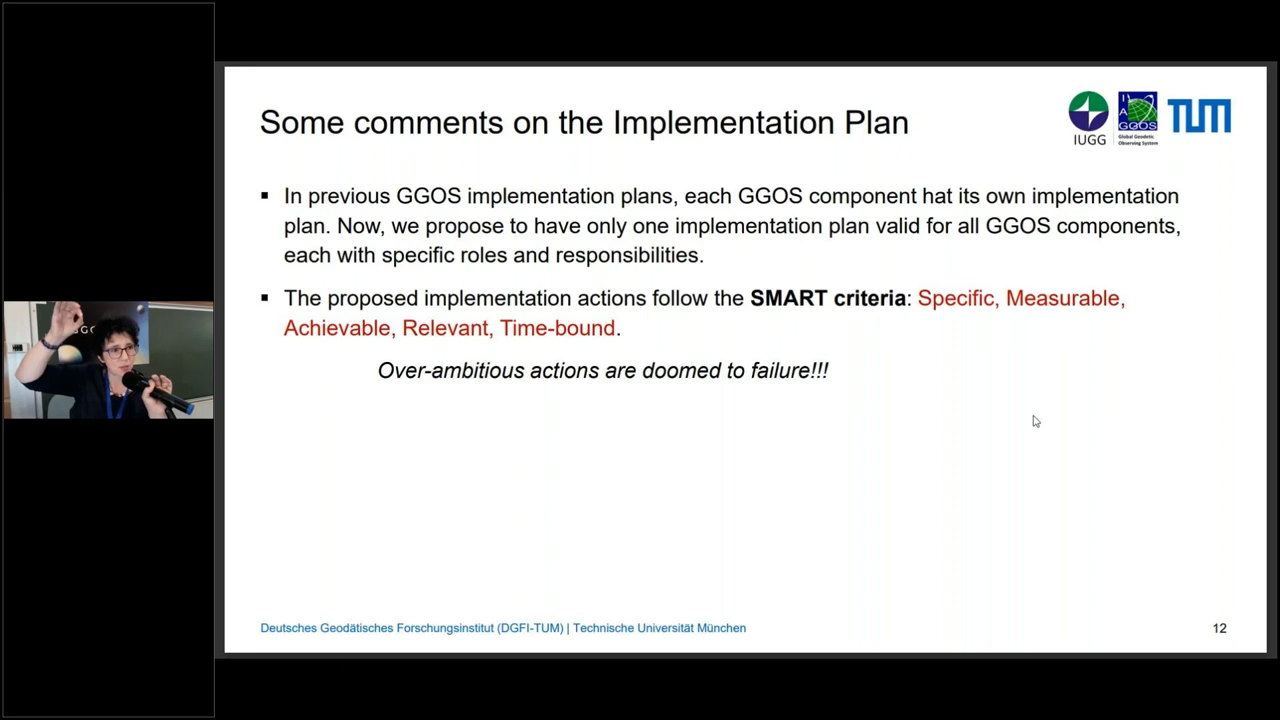 Some comments on the Implementation Plan
IUGG
I A
GGOS
Global Geodetic
Observing System
TUM
▪ In previous GGOS implementation plans, each GGOS component hat its own implementation
plan. Now, we propose to have only one implementation plan valid for all GGOS components,
each with specific roles and responsibilities.
▪ The proposed implementation actions follow the SMART criteria: Specific, Measurable,
Achievable, Relevant, Time-bound.
Over-ambitious actions are doomed to failure!!!
Deutsches Geodätisches Forschungsinstitut (DGFI-TUM) | Technische Universität München
12